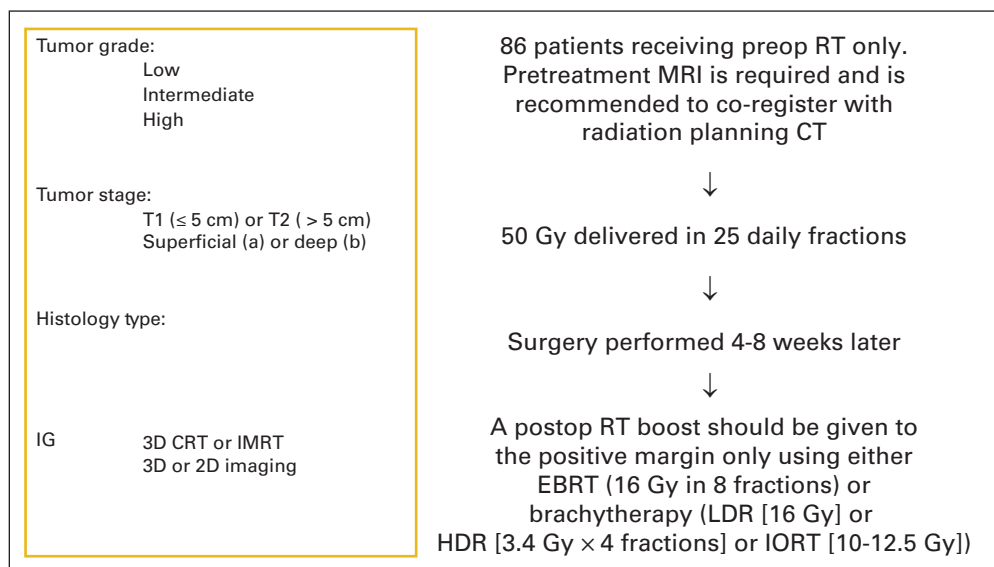 Tumor grade:
Low
Intermediate
High
Tumor stage:
T1 (≤ 5 cm) or T2 ( > 5 cm)
Superficial (a) or deep (b)
Histology type:
IG 3D CRT or IMRT
3D or 2D imaging
86 patients receiving preop RT only.
Pretreatment MRI is required and is
recommended to co-register with
radiation planning CT
↓
50 Gy delivered in 25 daily fractions
↓
Surgery performed 4-8 weeks later
↓
A postop RT boost should be given to
the positive margin only using either
EBRT (16 Gy in 8 fractions) or
brachytherapy (LDR [16 Gy] or
HDR [3.4 Gy × 4 fractions] or IORT [10-12.5 Gy])